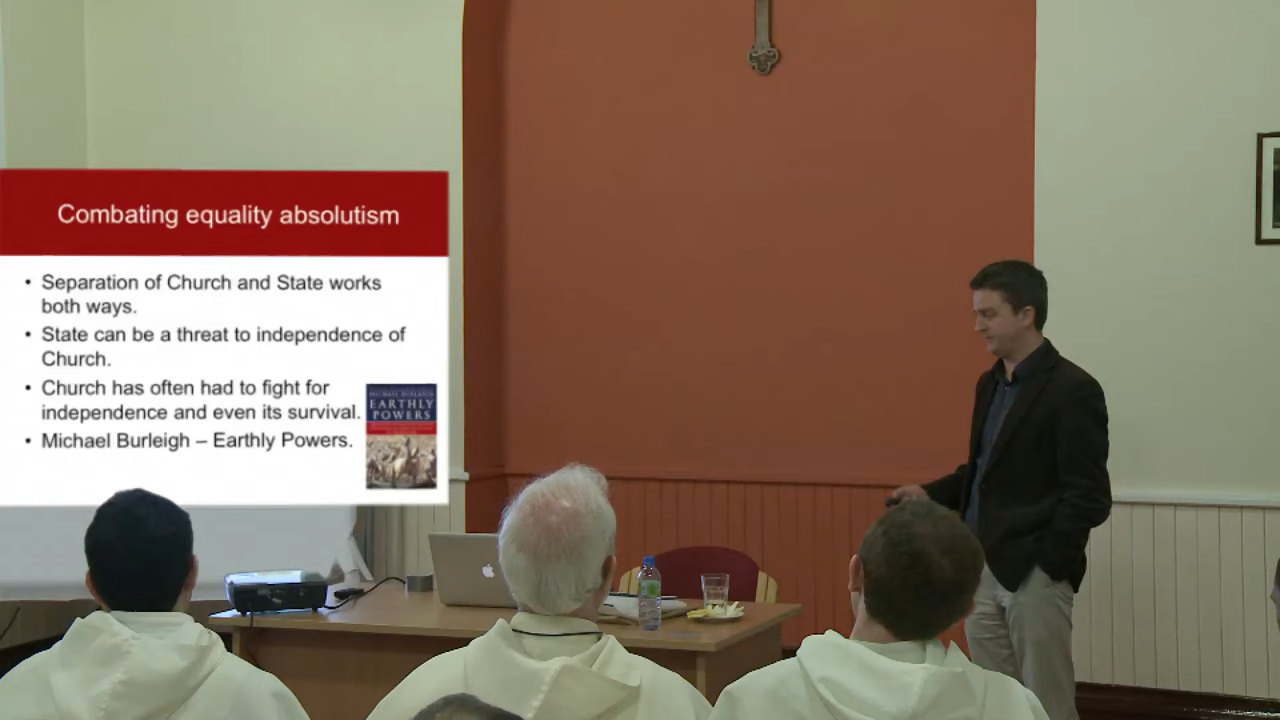 Combating equality absolutism
• Separation of Church and State works
both ways.
• State can be a threat to independence of
Church.
• Church has often had to fight for
independence and even its survival.
• Michael Burleigh – Earthly Powers.
MICHAEL BURLEIGH
EARTHLY
POWERS